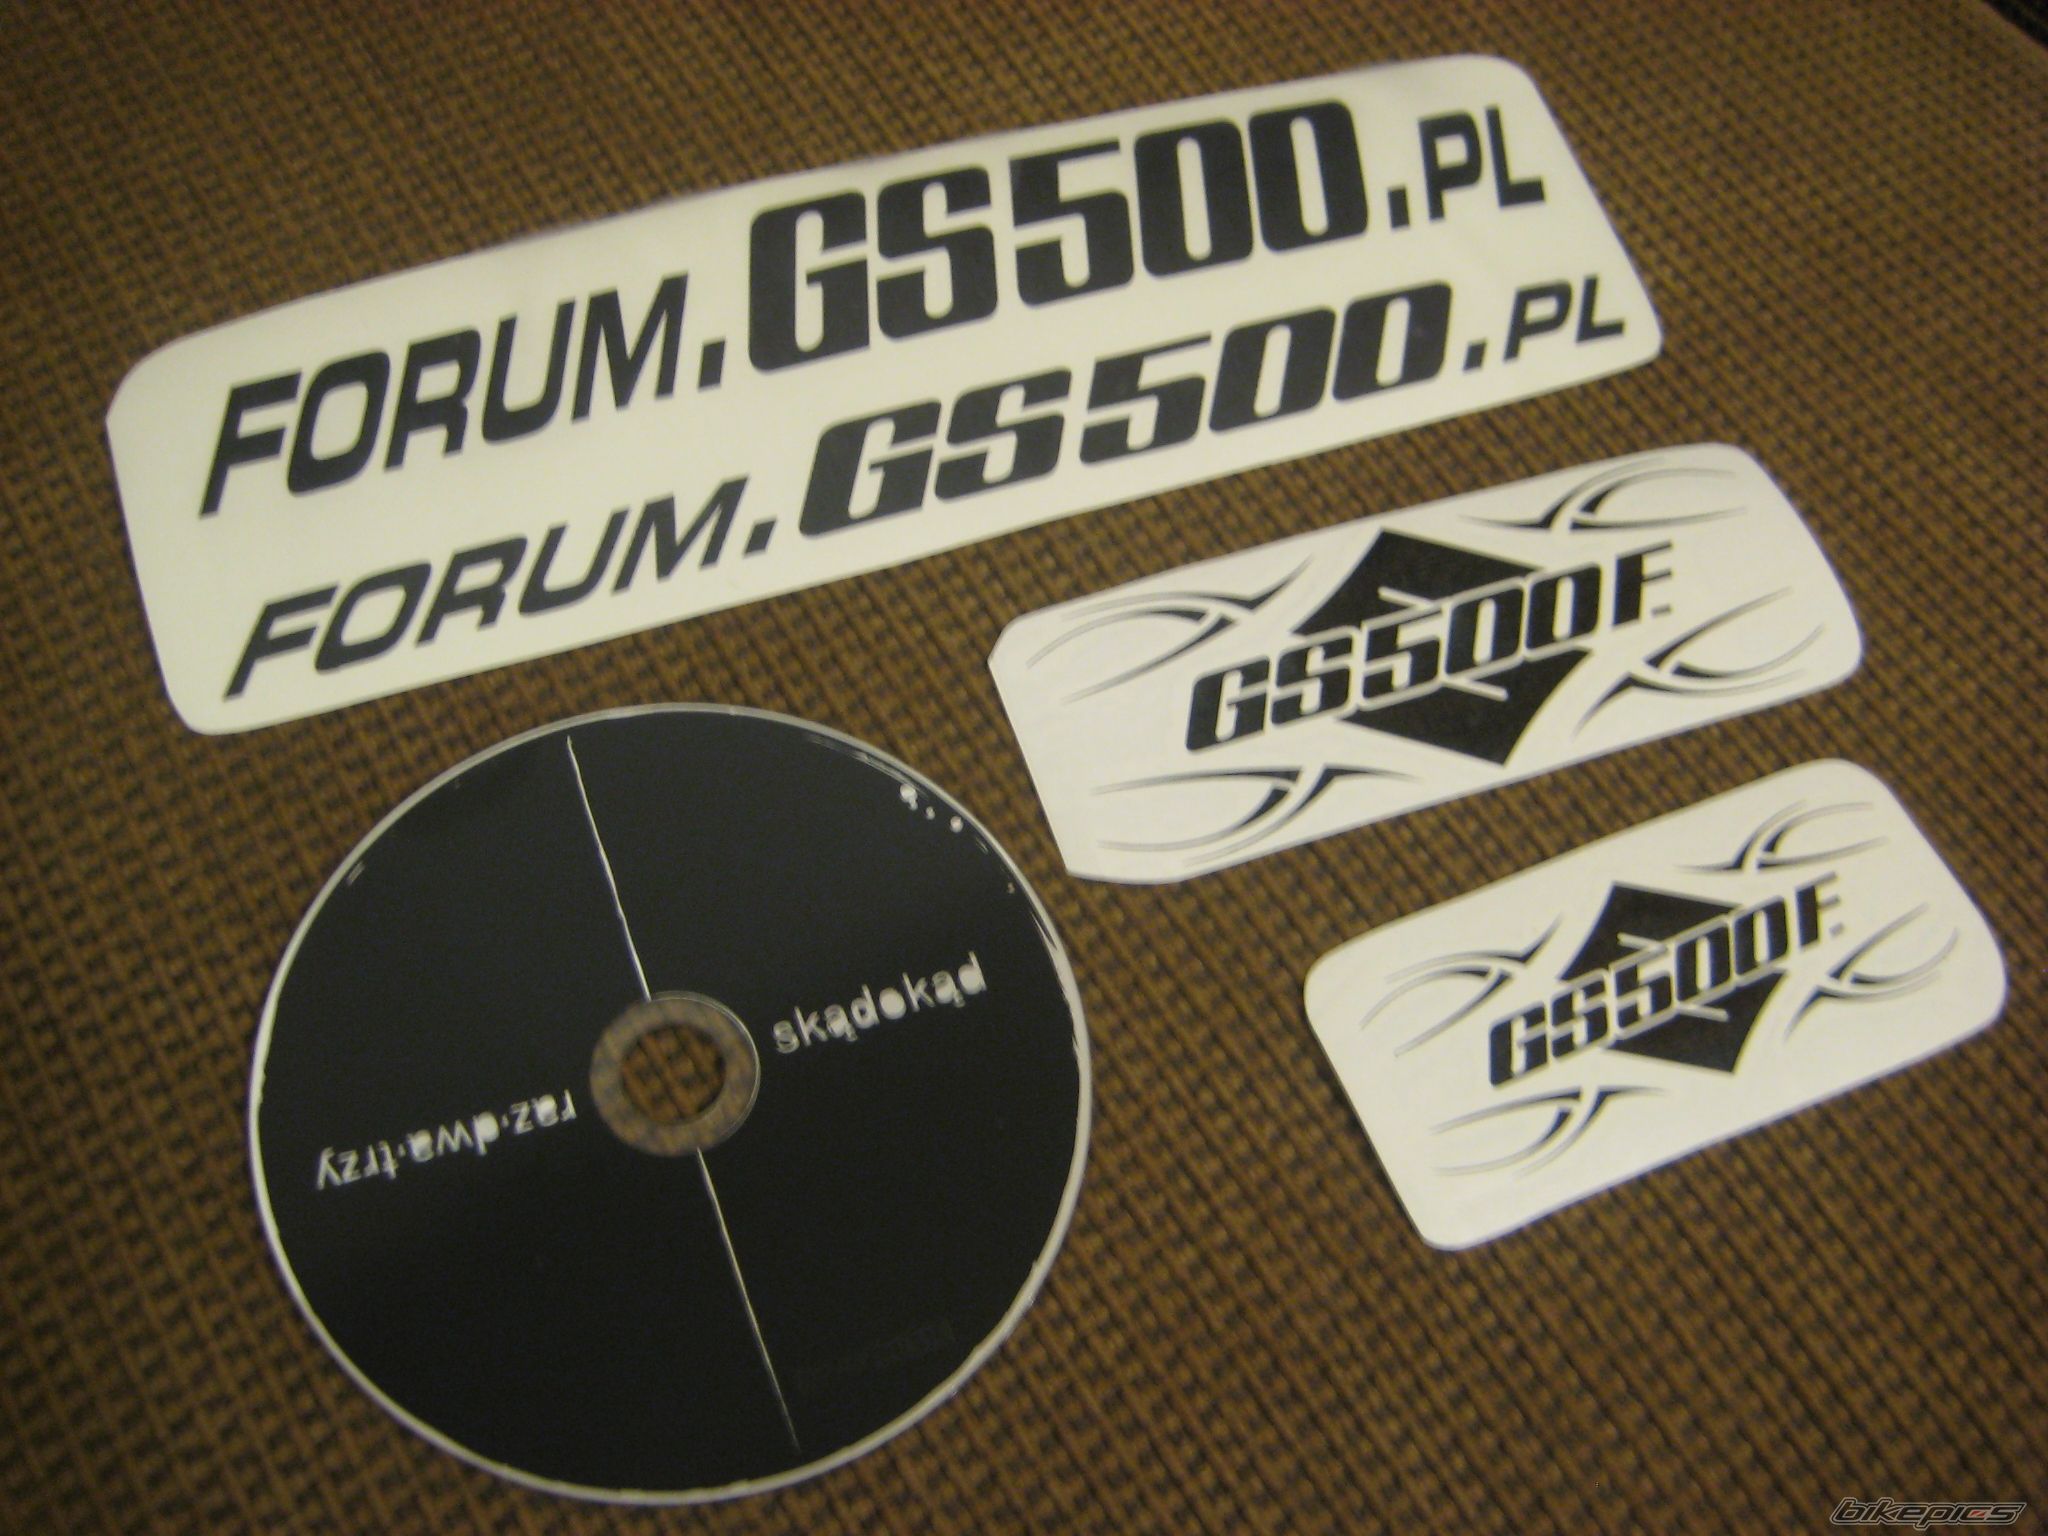 FORUM.GS500.PL
FORUM.GS500.PL
GS500F.
GS500F.
skądokąd
raz.dwa.trzy
bikepics